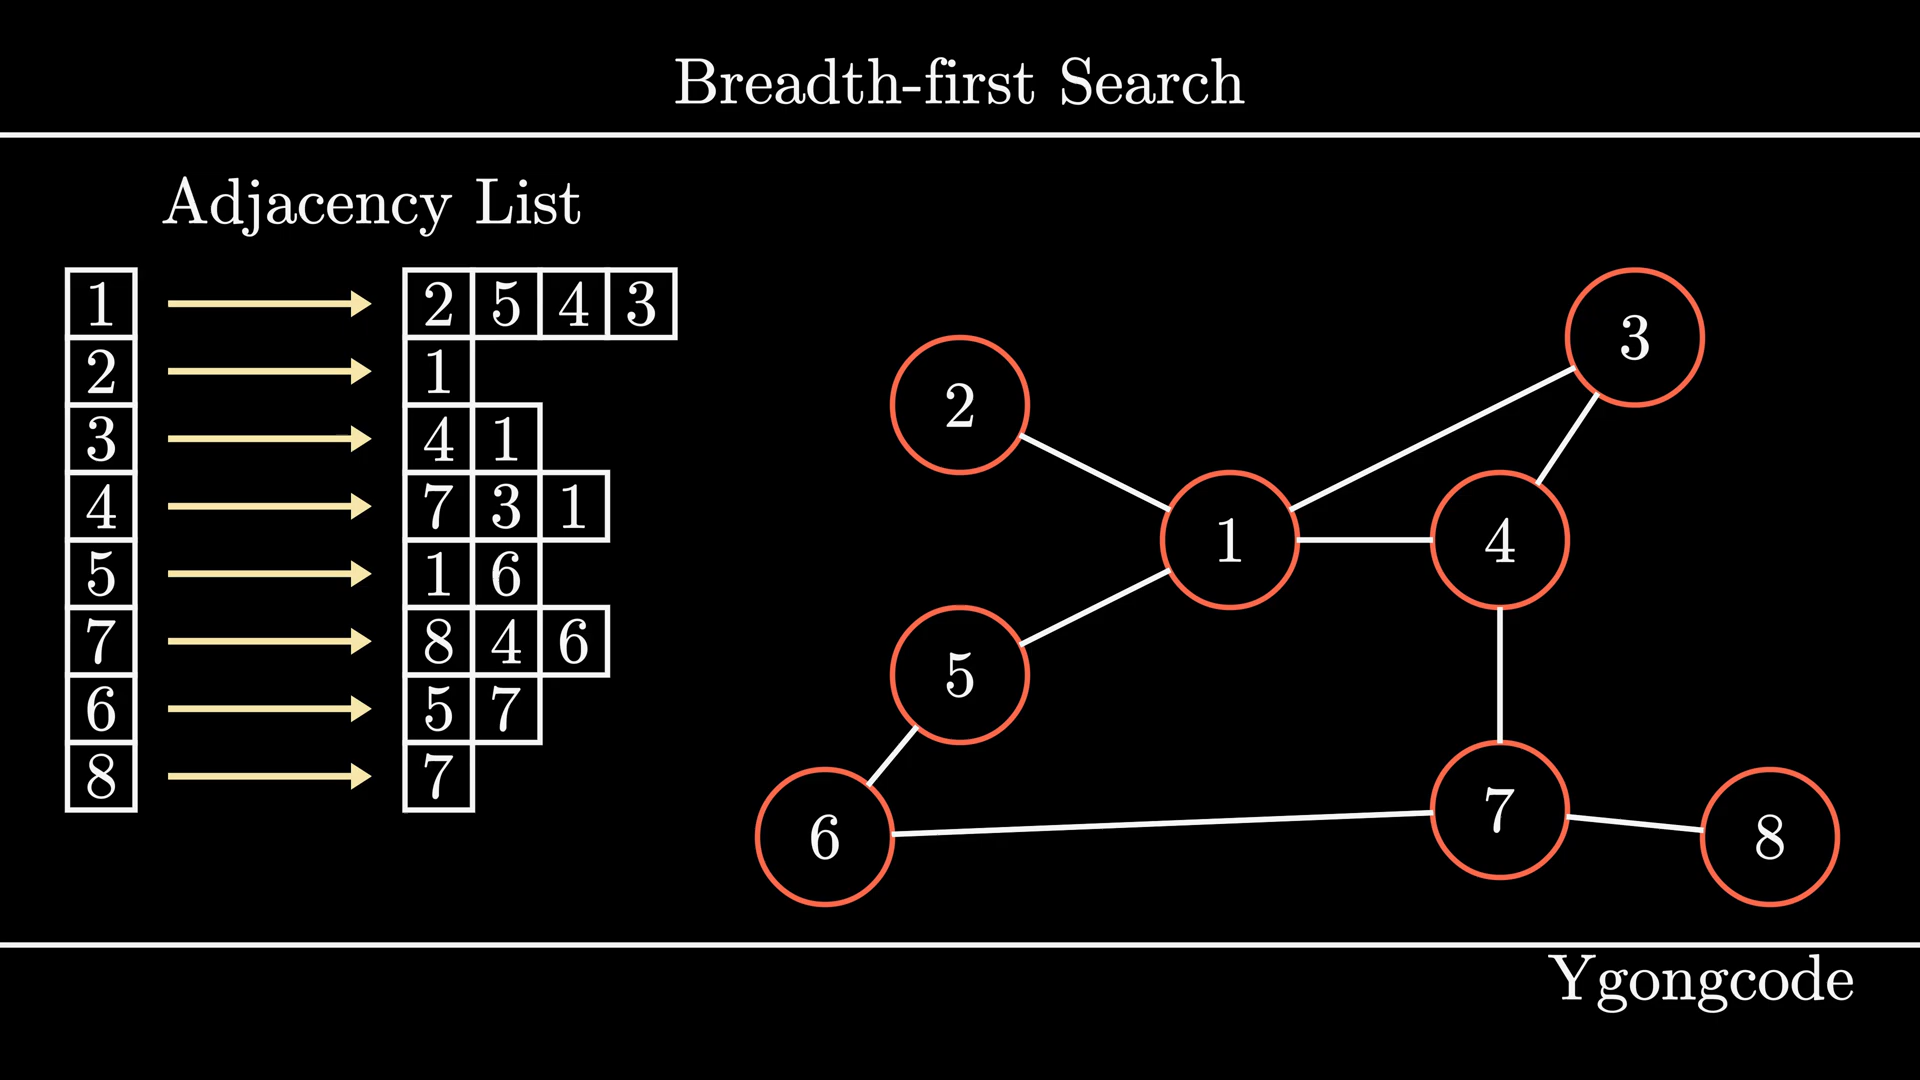 Breadth-first Search
Adjacency List
1 2 5 4 3
2 1
3 4 1
4 7 3 1
5 1 6
7 8 4 6
6 5 7
8 7
3
2
1 4
5
6 7 8
Ygongcode